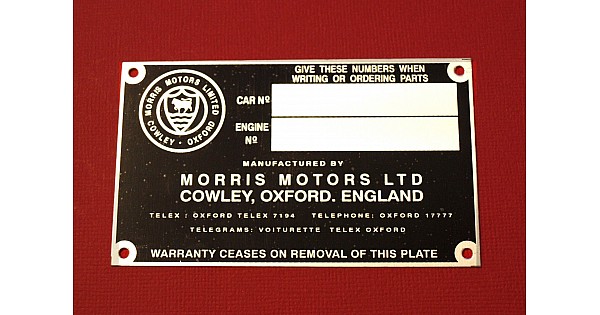 GIVE THESE NUMBERS WHEN
WRITING OR ORDERING PARTS
MORRIS MOTORS LIMITED
COWLEY · OXFORD
CAR Nº
ENGINE
Nº
MANUFACTURED BY
MORRIS MOTORS LTD
COWLEY, OXFORD. ENGLAND
TELEX : OXFORD TELEX 7194 TELEPHONE: OXFORD 17777
TELEGRAMS: VOITURETTE TELEX OXFORD
WARRANTY CEASES ON REMOVAL OF THIS PLATE